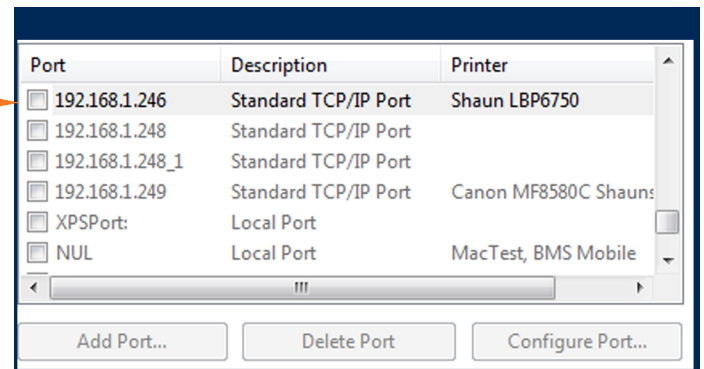 Port Description Printer
192.168.1.246 Standard TCP/IP Port Shaun LBP6750
192.168.1.248 Standard TCP/IP Port
192.168.1.248_1 Standard TCP/IP Port
192.168.1.249 Standard TCP/IP Port Canon MF8580C Shauns
XPSPort: Local Port
NUL Local Port MacTest, BMS Mobile
Add Port... Delete Port Configure Port...